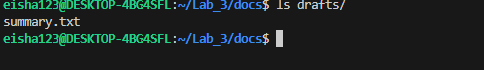 eisha123@DESKTOP-4BG4SFL:~/Lab_3/docs$ ls drafts/
summary.txt
eisha123@DESKTOP-4BG4SFL:~/Lab_3/docs$